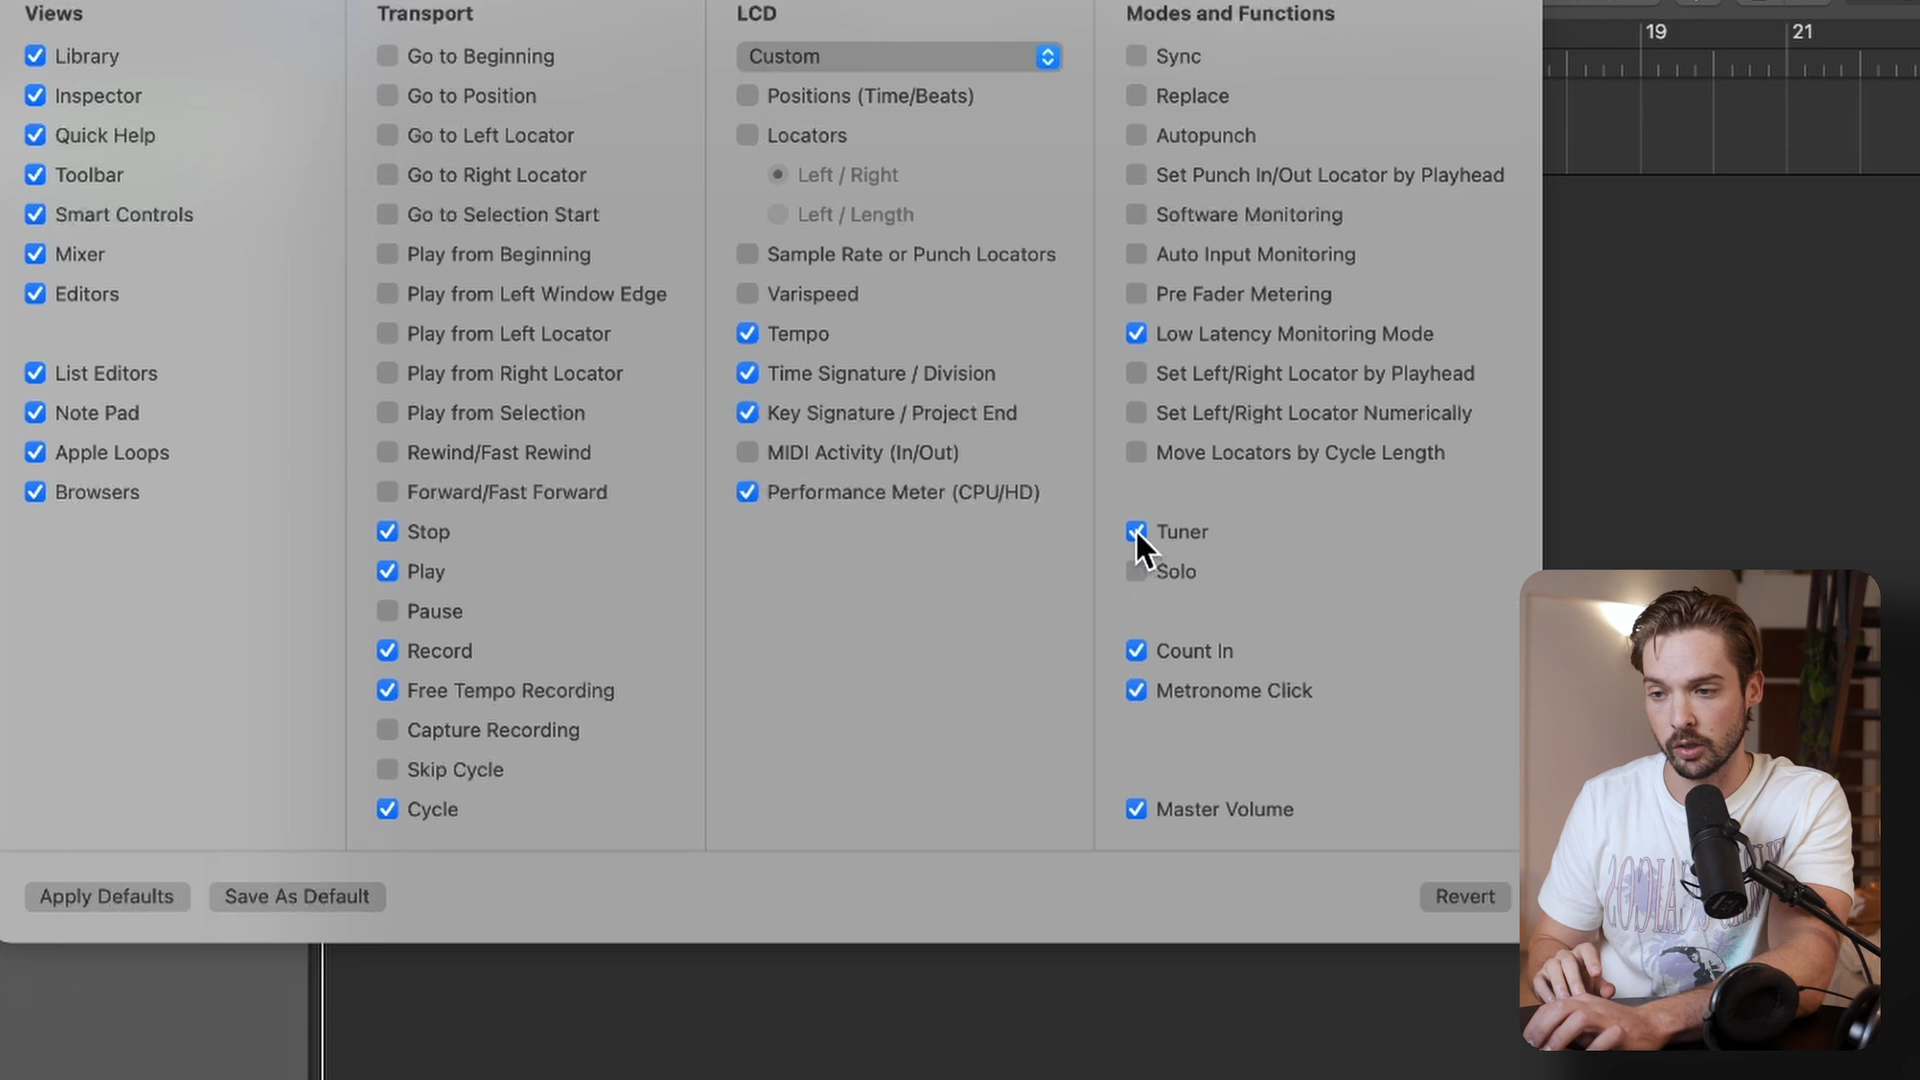 Views
Library
Inspector
Quick Help
Toolbar
Smart Controls
Mixer
Editors
List Editors
Note Pad
Apple Loops
Browsers
Transport
Go to Beginning
Go to Position
Go to Left Locator
Go to Right Locator
Go to Selection Start
Play from Beginning
Play from Left Window Edge
Play from Left Locator
Play from Right Locator
Play from Selection
Rewind/Fast Rewind
Forward/Fast Forward
Stop
Play
Pause
Record
Free Tempo Recording
Capture Recording
Skip Cycle
Cycle
LCD
Custom
Positions (Time/Beats)
Locators
Left / Right
Left / Length
Sample Rate or Punch Locators
Varispeed
Tempo
Time Signature / Division
Key Signature / Project End
MIDI Activity (In/Out)
Performance Meter (CPU/HD)
Modes and Functions
Sync
Replace
Autopunch
Set Punch In/Out Locator by Playhead
Software Monitoring
Auto Input Monitoring
Pre Fader Metering
Low Latency Monitoring Mode
Set Left/Right Locator by Playhead
Set Left/Right Locator Numerically
Move Locators by Cycle Length
Tuner
Solo
Count In
Metronome Click
Master Volume
19
21
Apply Defaults
Save As Default
Revert